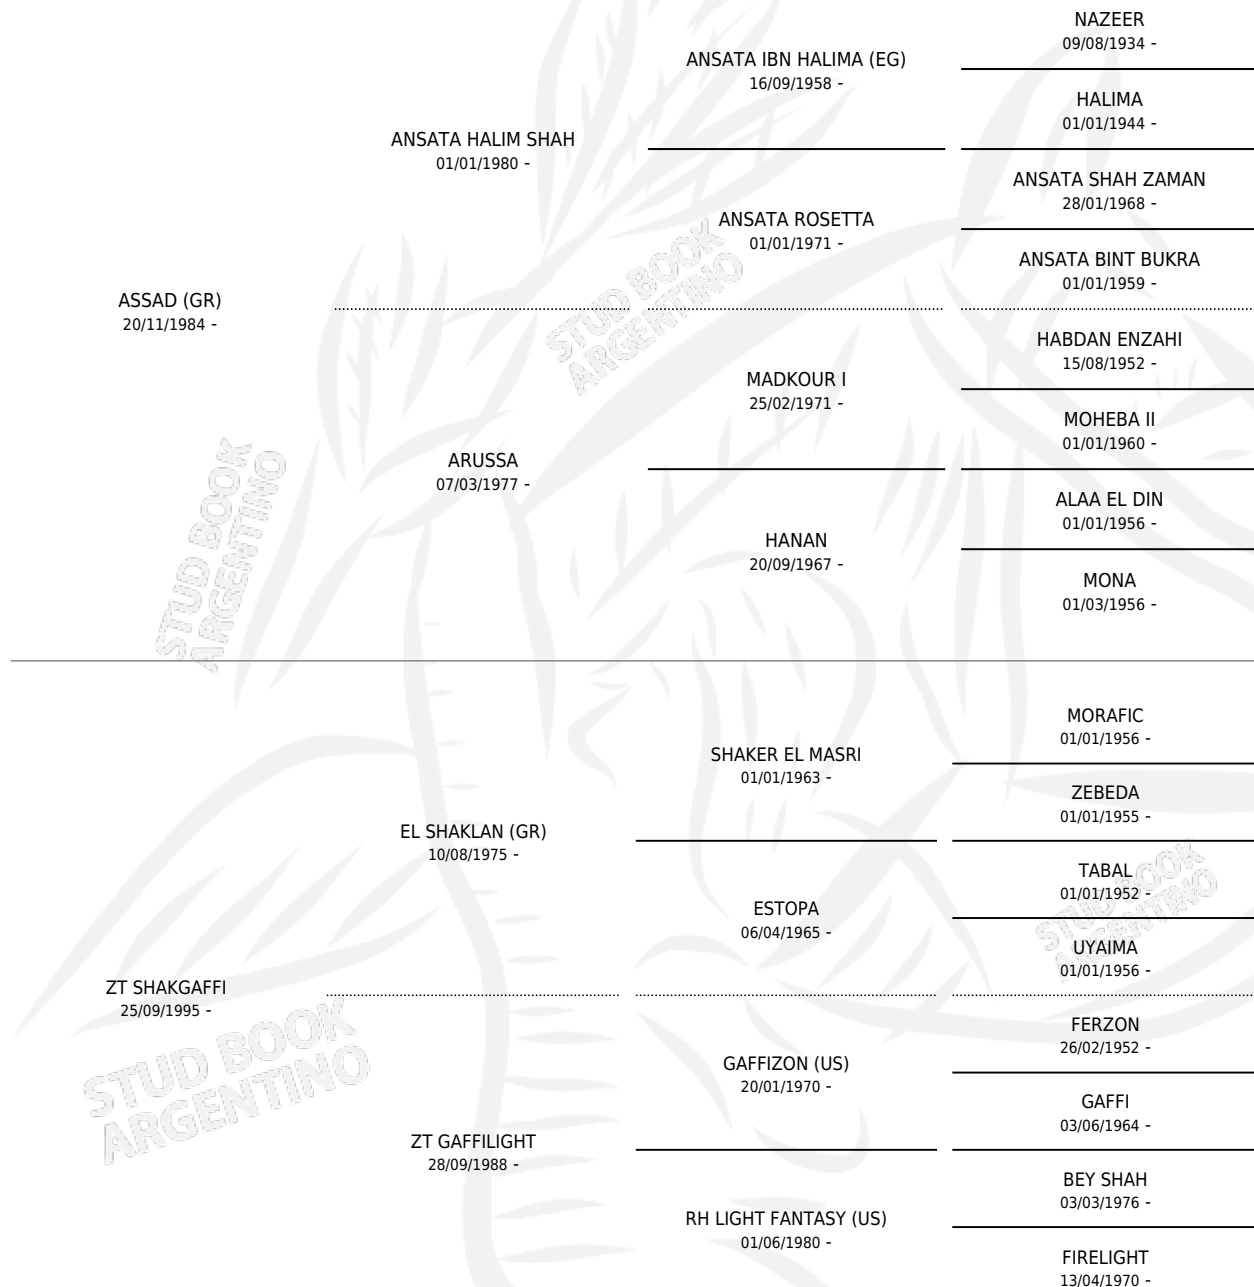 NAZEER
09/08/1934 -
ANSATA IBN HALIMA (EG)
16/09/1958 -
HALIMA
01/01/1944 -
ANSATA HALIM SHAH
01/01/1980 -
ANSATA SHAH ZAMAN
28/01/1968 -
ANSATA ROSETTA
01/01/1971 -
ANSATA BINT BUKRA
01/01/1959 -
ASSAD (GR)
20/11/1984 -
HABDAN ENZAHI
15/08/1952 -
MADKOUR I
25/02/1971 -
MOHEBA II
01/01/1960 -
ARUSSA
07/03/1977 -
ALAA EL DIN
01/01/1956 -
HANAN
20/09/1967 -
MONA
01/03/1956 -
MORAFIC
01/01/1956 -
SHAKER EL MASRI
01/01/1963 -
ZEBEDA
01/01/1955 -
EL SHAKLAN (GR)
10/08/1975 -
TABAL
01/01/1952 -
ESTOPA
06/04/1965 -
UYAIMA
01/01/1956 -
ZT SHAKGAFFI
25/09/1995 -
FERZON
26/02/1952 -
GAFFIZON (US)
20/01/1970 -
GAFFI
03/06/1964 -
ZT GAFFILIGHT
28/09/1988 -
BEY SHAH
03/03/1976 -
RH LIGHT FANTASY (US)
01/06/1980 -
FIRELIGHT
13/04/1970 -
STUD BOOK
ARGENTINO
STUD BOOK
ARGENTINO
STUD BOOK
ARGENTINO
STUD BOOK
ARGENTINO